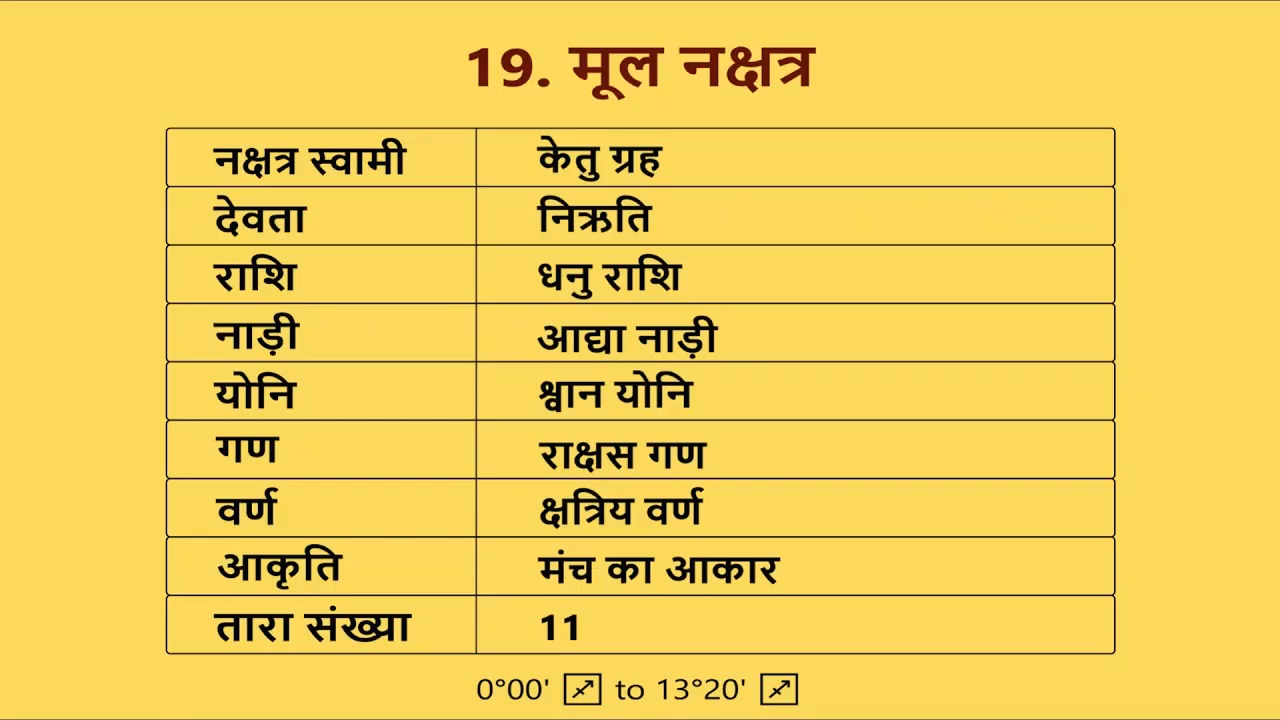 19. मूल नक्षत्र
नक्षत्र स्वामी केतु ग्रह
देवता निऋति
राशि धनु राशि
नाड़ी आद्या नाड़ी
योनि श्वान योनि
गण राक्षस गण
वर्ण क्षत्रिय वर्ण
आकृति मंच का आकार
तारा संख्या 11
0°00' ♐ to 13°20' ♐